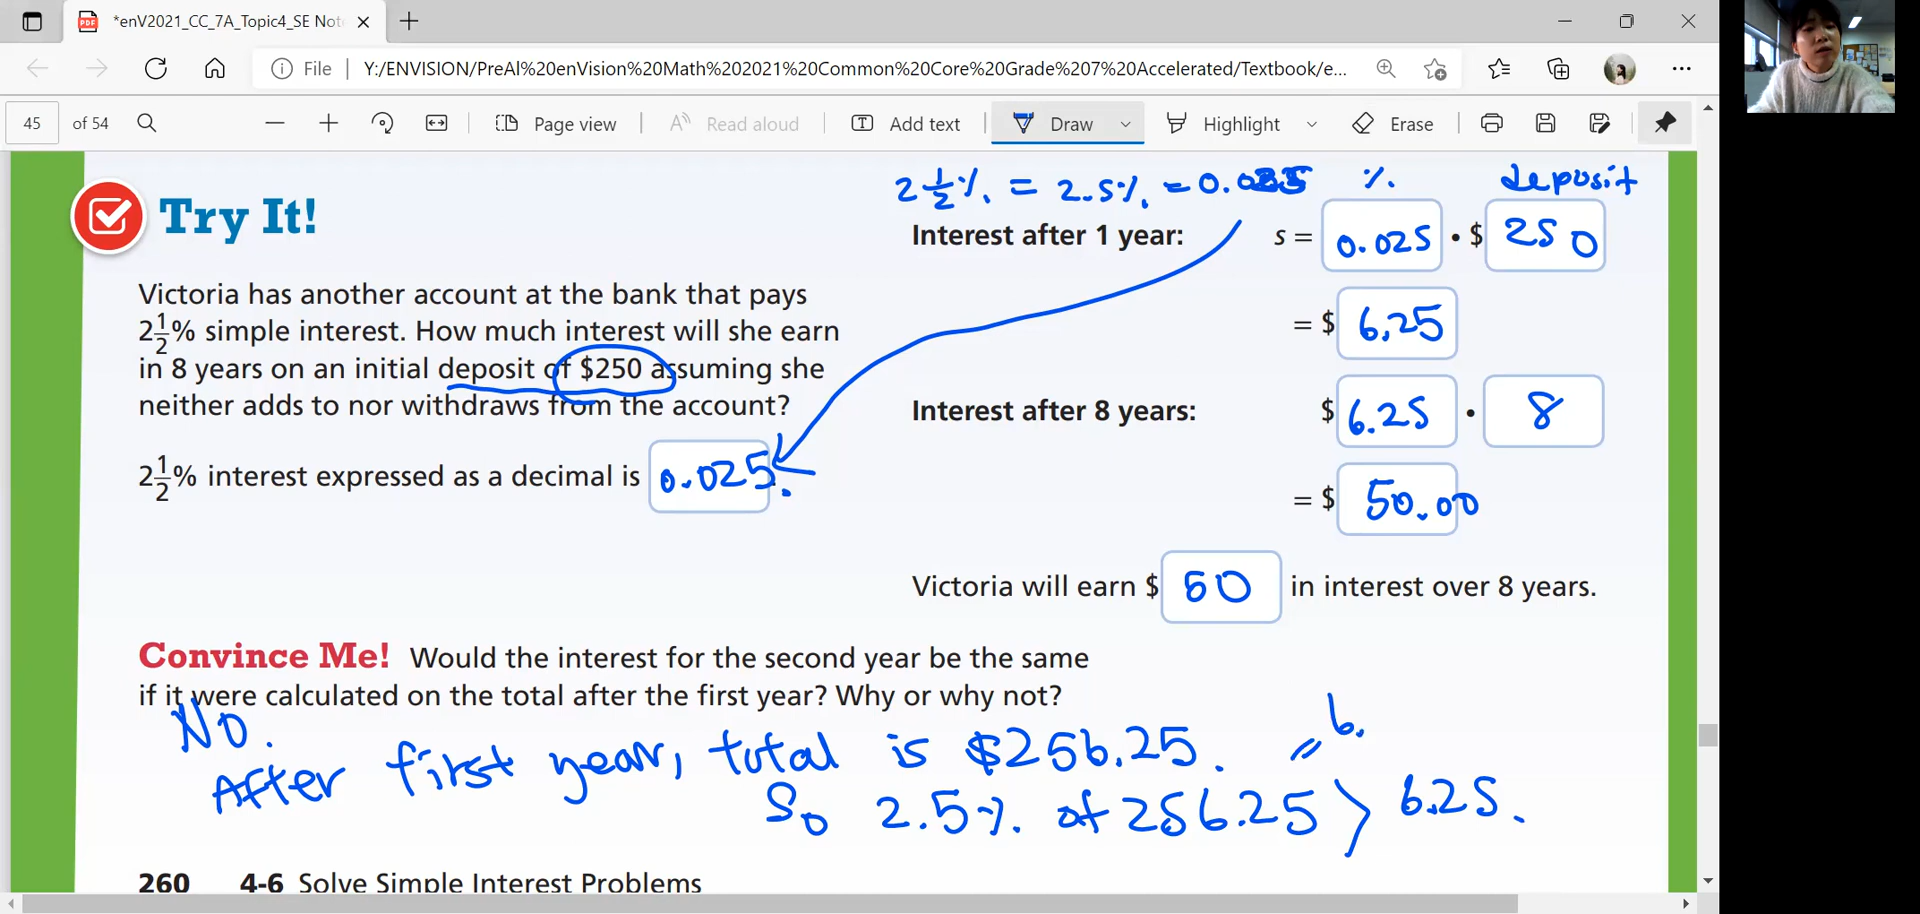 *enV2021_CC_7A_Topic4_SE Not
File
Y:/ENVISION/PreAl%20enVision%20Math%202021%20Common%20Core%20Grade%207%20Accelerated/Textbook/e...
45 of 54
Page view
Read aloud
Add text
Draw
Highlight
Erase
Try It!
Victoria has another account at the bank that pays
2 1/2% simple interest. How much interest will she earn
in 8 years on an initial deposit of $250 assuming she
neither adds to nor withdraws from the account?
2 1/2% interest expressed as a decimal is 0.025.
2 1/2 % = 2.5% = 0.025
% deposit
Interest after 1 year: s = 0.025 • $ 250
= $ 6.25
Interest after 8 years: $ 6.25 • 8
= $ 50.00
Victoria will earn $ 50 in interest over 8 years.
Convince Me! Would the interest for the second year be the same
if it were calculated on the total after the first year? Why or why not?
NO.
After first year, total is $256.25. = 6.
So 2.5% of 256.25 > 6.25.
260 4-6 Solve Simple Interest Problems